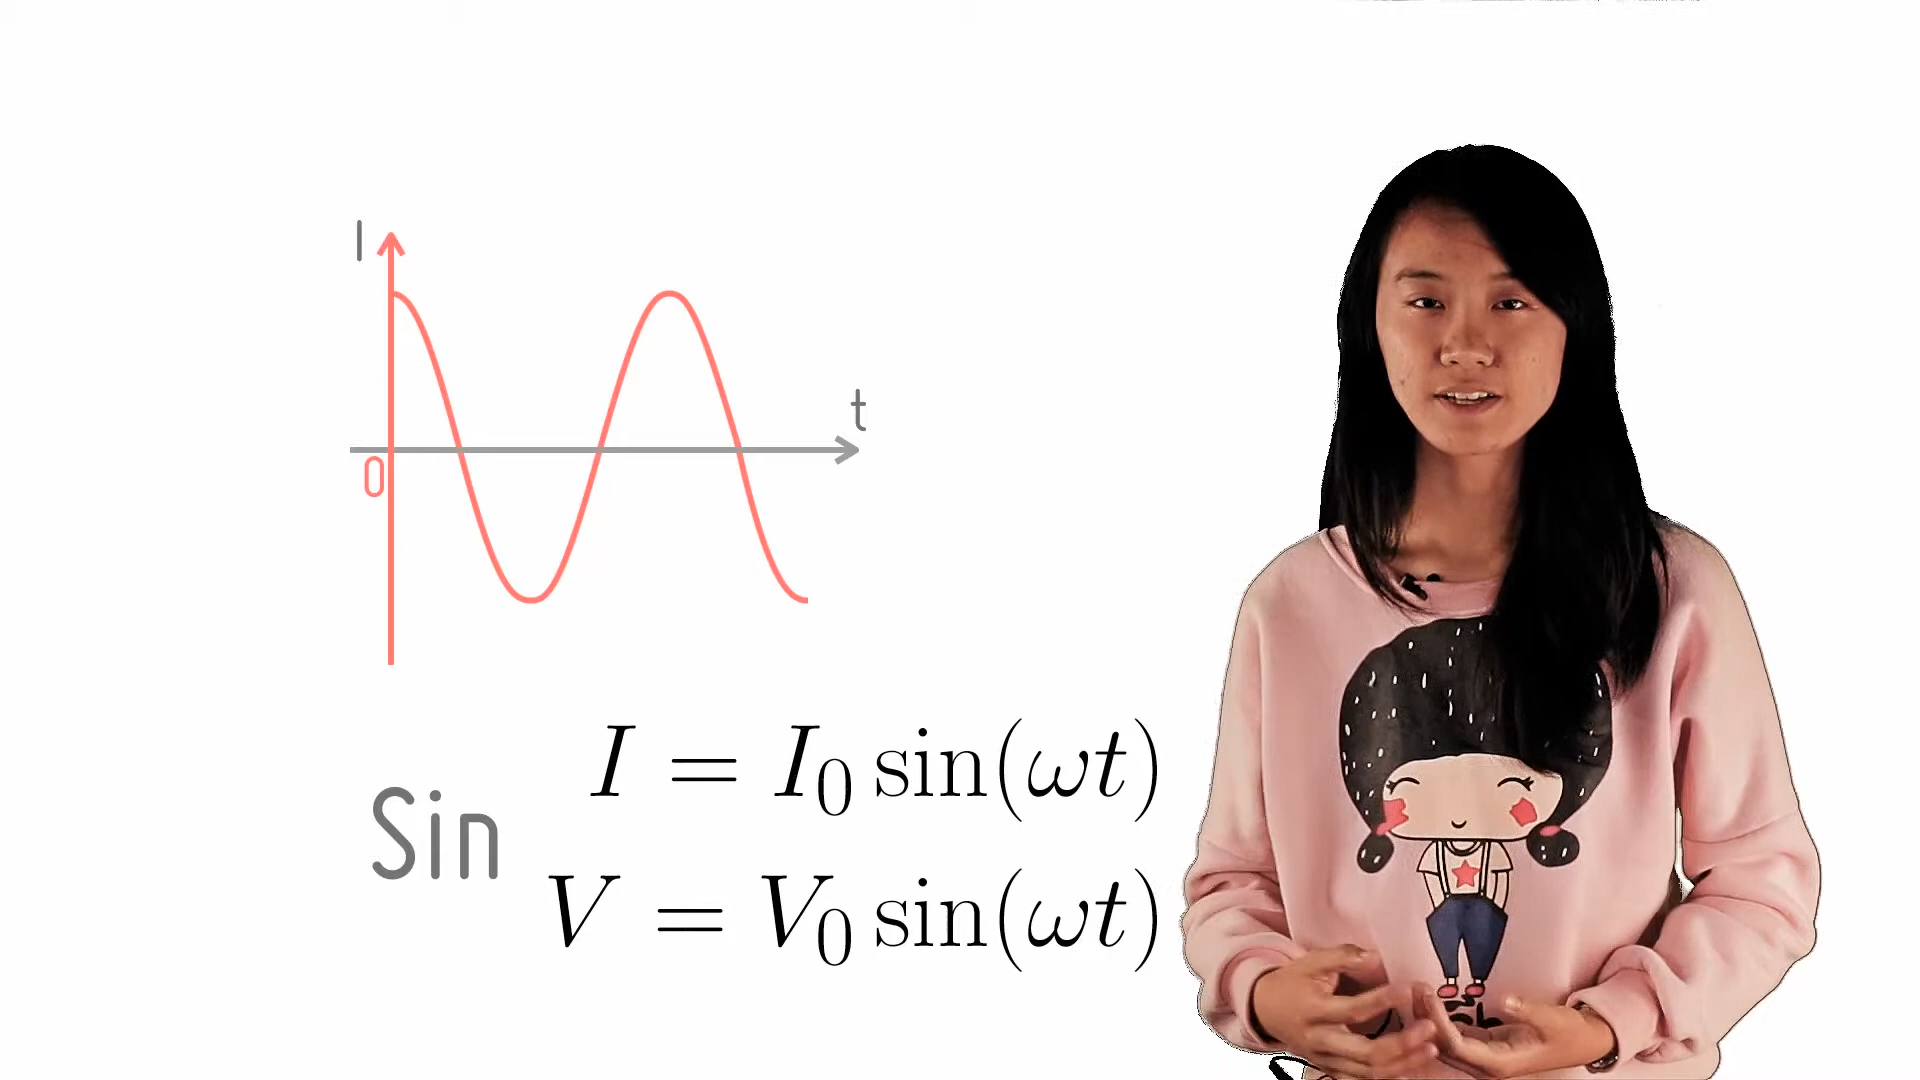 I
t
0
I = I₀ sin(ωt)
Sin
V = V₀ sin(ωt)